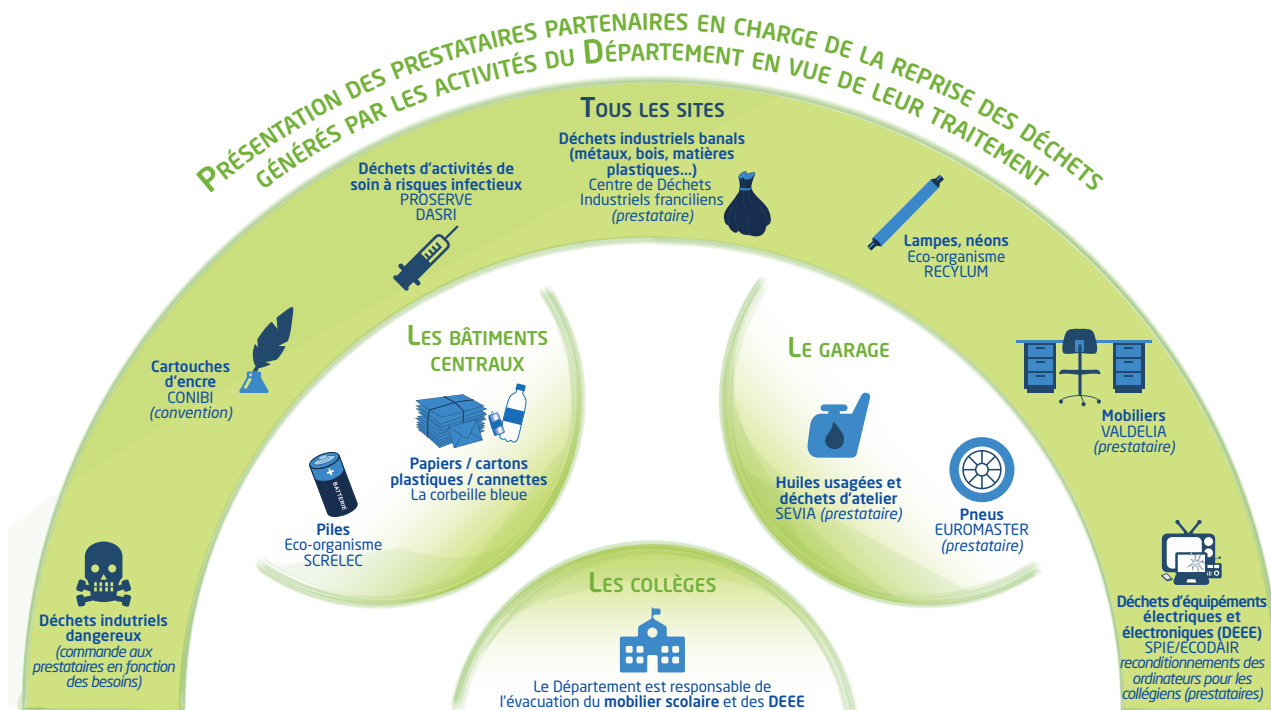 PRÉSENTATION DES PRESTATAIRES PARTENAIRES EN CHARGE DE LA REPRISE DES DÉCHETS
GÉNÉRÉS PAR LES ACTIVITÉS DU DÉPARTEMENT EN VUE DE LEUR TRAITEMENT
TOUS LES SITES
Déchets industriels banals
(métaux, bois, matières
plastiques...)
Centre de Déchets
Industriels franciliens
(prestataire)
Déchets d'activités de
soin à risques infectieux
PROSERVE
DASRI
Lampes, néons
Eco-organisme
RECYLUM
Cartouches
d'encre
CONIBI
(convention)
Mobiliers
VALDELIA
(prestataire)
Déchets indutriels
dangereux
(commande aux
prestataires en fonction
des besoins)
Déchets d'équipéments
électriques et
électroniques (DEEE)
SPIE/ECODAIR
reconditionnements des
ordinateurs pour les
collégiens (prestataires)
LES BÂTIMENTS
CENTRAUX
Papiers / cartons
plastiques / cannettes
La corbeille bleue
BATTERIE
Piles
Eco-organisme
SCRELEC
LE GARAGE
Huiles usagées et
déchets d'atelier
SEVIA (prestataire)
Pneus
EUROMASTER
(prestataire)
LES COLLÈGES
Le Département est responsable de
l'évacuation du mobilier scolaire et des DEEE